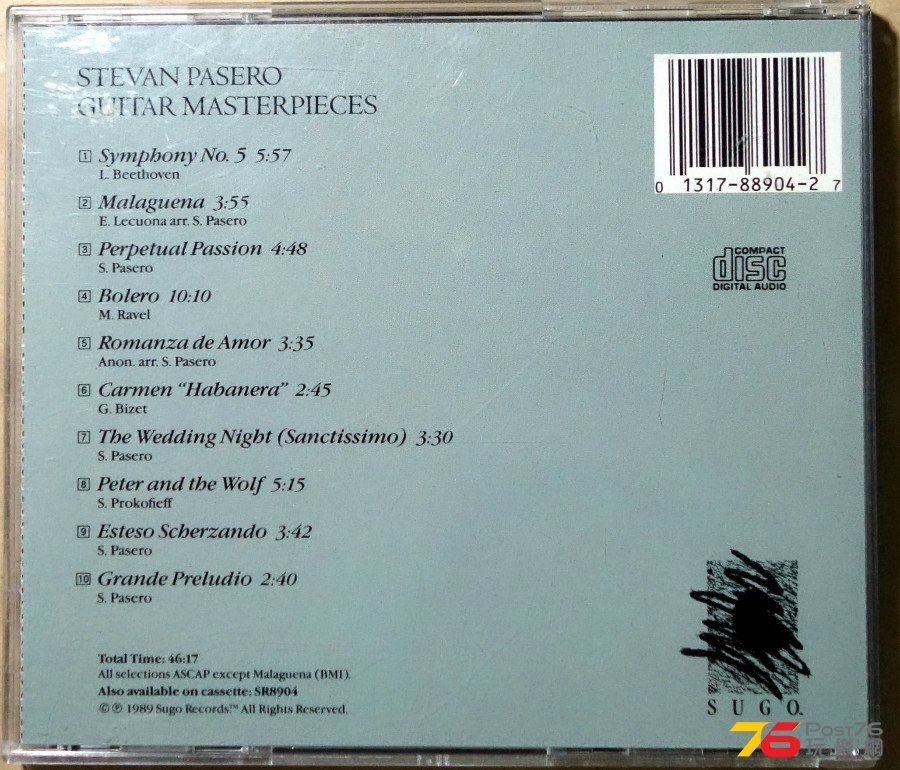 STEVAN PASERO
GUITAR MASTERPIECES
1 Symphony No. 5 5:57
L. Beethoven
2 Malaguena 3:55
E. Lecuona arr. S. Pasero
3 Perpetual Passion 4:48
S. Pasero
4 Bolero 10:10
M. Ravel
5 Romanza de Amor 3:35
Anon. arr. S. Pasero
6 Carmen “Habanera” 2:45
G. Bizet
7 The Wedding Night (Sanctissimo) 3:30
S. Pasero
8 Peter and the Wolf 5:15
S. Prokofieff
9 Esteso Scherzando 3:42
S. Pasero
10 Grande Preludio 2:40
S. Pasero
Total Time: 46:17
All selections ASCAP except Malaguena (BMI).
Also available on cassette: SR8904
©℗ 1989 Sugo Records.™ All Rights Reserved.
0 1317-88904-2 7
COMPACT
disc
DIGITAL AUDIO
SUGO
76 Post76